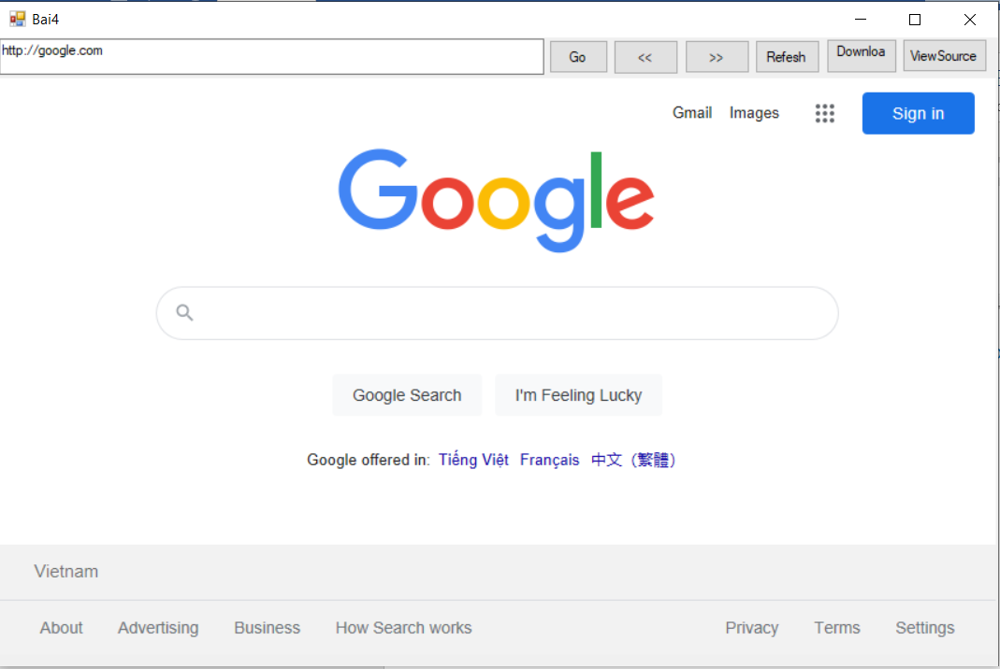 Bai4
http://google.com Go << >> Refesh Downloa ViewSource
Gmail Images Sign in
Google
Google Search I'm Feeling Lucky
Google offered in: Tiếng Việt Français 中文（繁體）
Vietnam
About Advertising Business How Search works Privacy Terms Settings